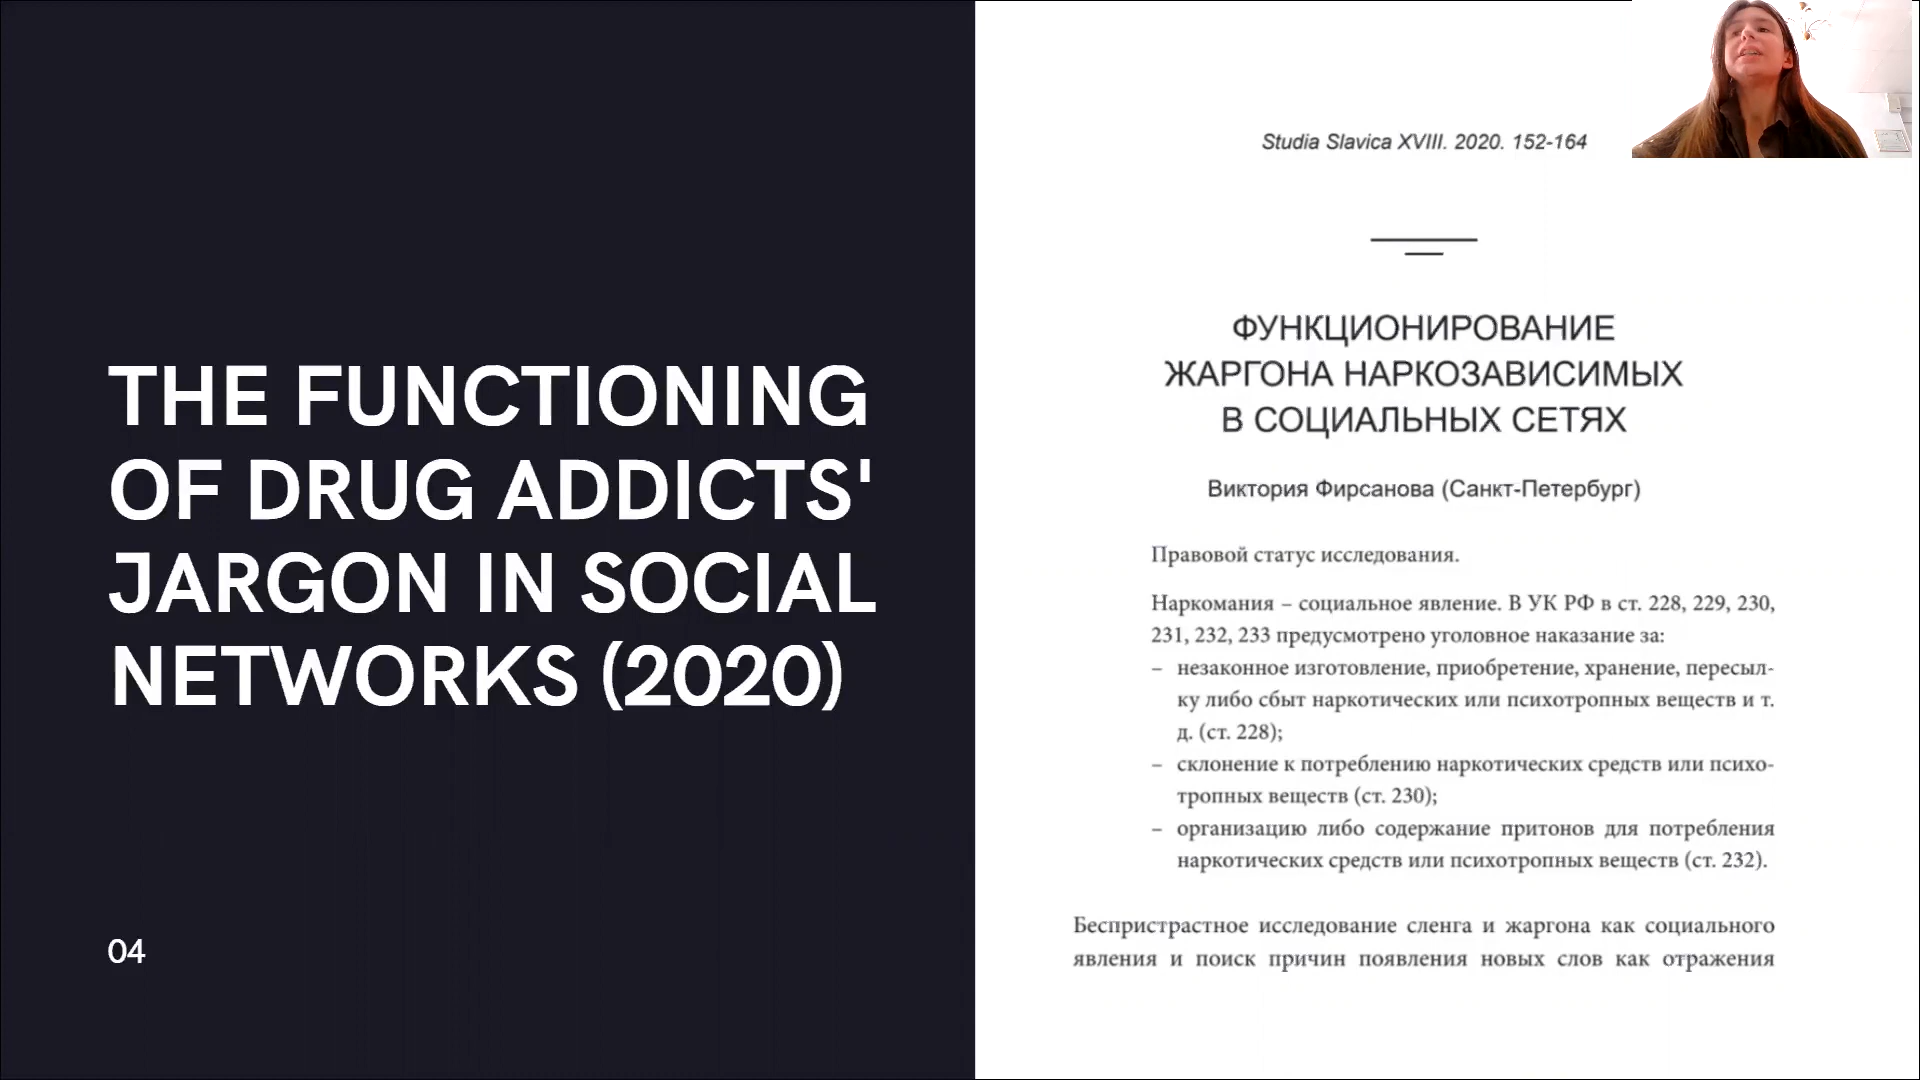 THE FUNCTIONING
OF DRUG ADDICTS'
JARGON IN SOCIAL
NETWORKS (2020)
04
Studia Slavica XVIII. 2020. 152-164
ФУНКЦИОНИРОВАНИЕ
ЖАРГОНА НАРКОЗАВИСИМЫХ
В СОЦИАЛЬНЫХ СЕТЯХ
Виктория Фирсанова (Санкт-Петербург)
Правовой статус исследования.
Наркомания – социальное явление. В УК РФ в ст. 228, 229, 230,
231, 232, 233 предусмотрено уголовное наказание за:
– незаконное изготовление, приобретение, хранение, пересыл-
ку либо сбыт наркотических или психотропных веществ и т.
д. (ст. 228);
– склонение к потреблению наркотических средств или психо-
тропных веществ (ст. 230);
– организацию либо содержание притонов для потребления
наркотических средств или психотропных веществ (ст. 232).
Беспристрастное исследование сленга и жаргона как социального
явления и поиск причин появления новых слов как отражения